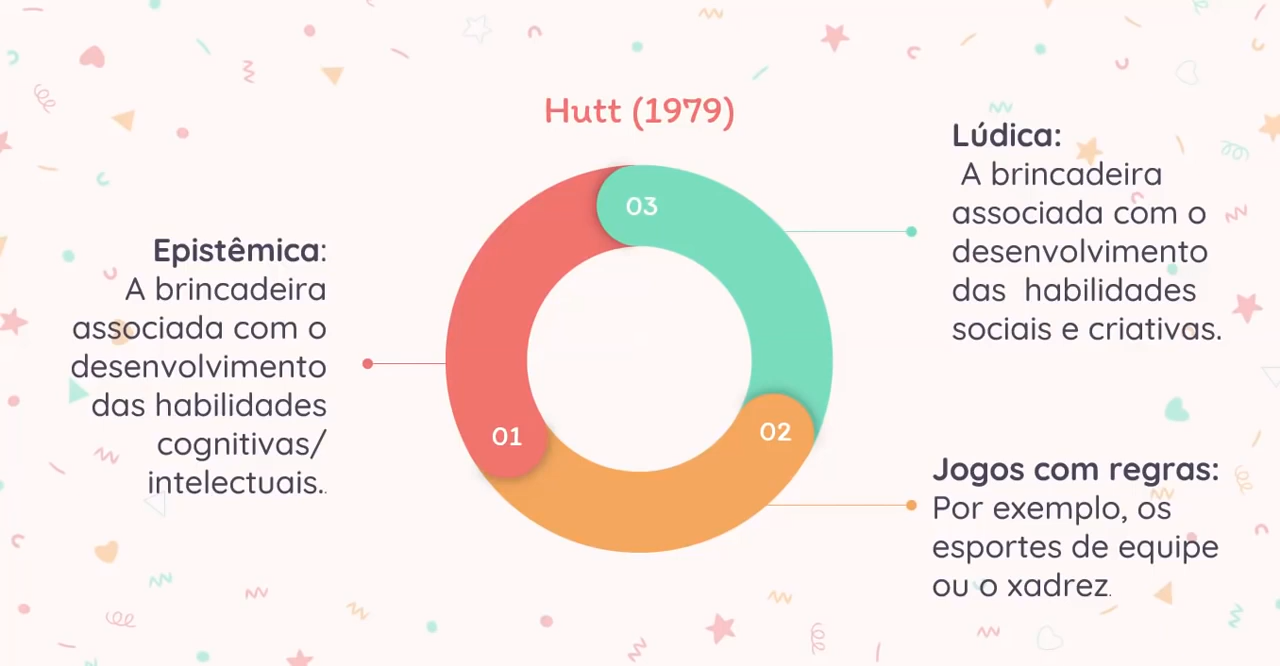 Hutt (1979)
03
01
02
Epistêmica:
A brincadeira
associada com o
desenvolvimento
das habilidades
cognitivas/
intelectuais..
Lúdica:
A brincadeira
associada com o
desenvolvimento
das habilidades
sociais e criativas.
Jogos com regras:
Por exemplo, os
esportes de equipe
ou o xadrez.